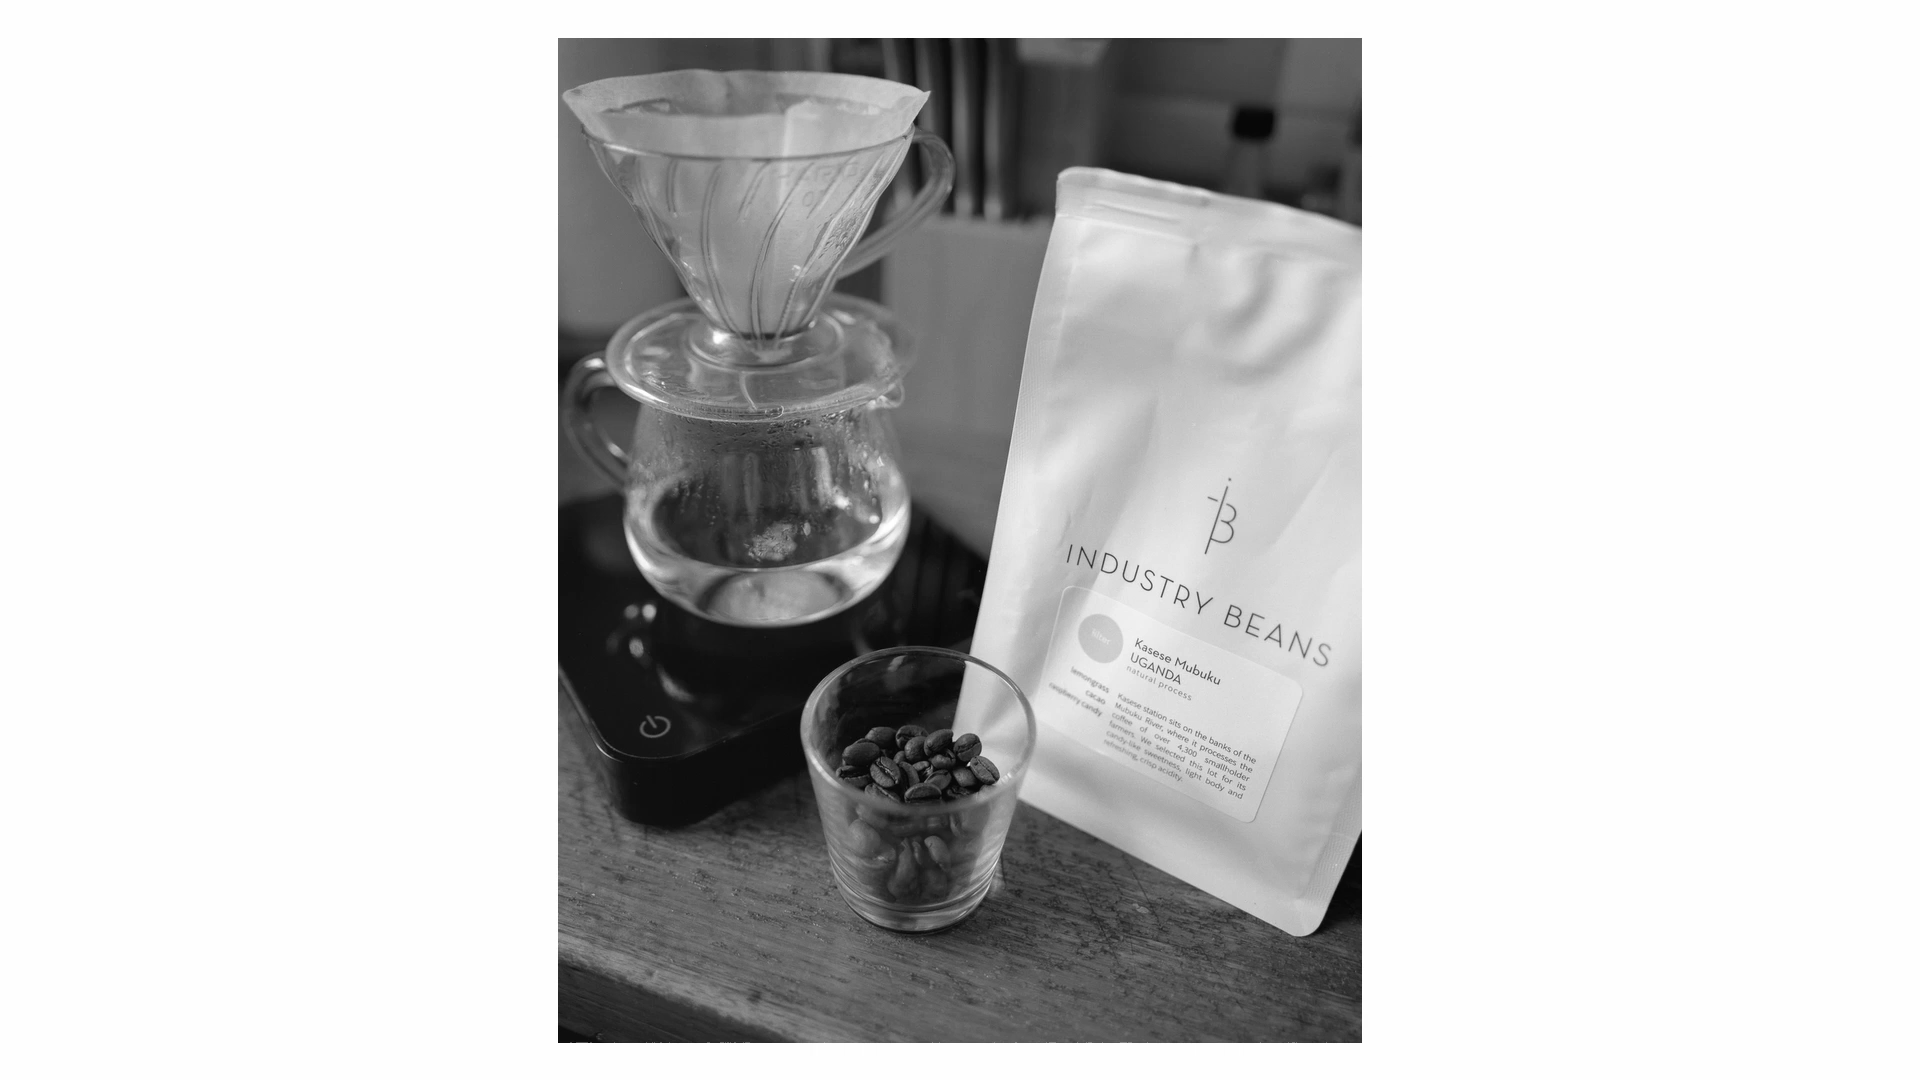 HARIO
INDUSTRY BEANS
filter
Kasese Mubuku
UGANDA
natural process
lemongrass
cacao
raspberry candy
Kasese station sits on the banks of the
Mubuku River, where it processes the
coffee of over 4,300 smallholder
farmers. We selected this lot for its
candy-like sweetness, light body and
refreshing, crisp acidity.